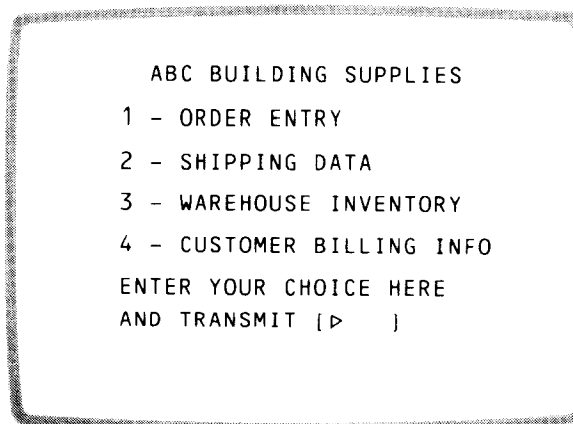 ABC BUILDING SUPPLIES
1 – ORDER ENTRY
2 – SHIPPING DATA
3 – WAREHOUSE INVENTORY
4 – CUSTOMER BILLING INFO
ENTER YOUR CHOICE HERE
AND TRANSMIT [▷ ]